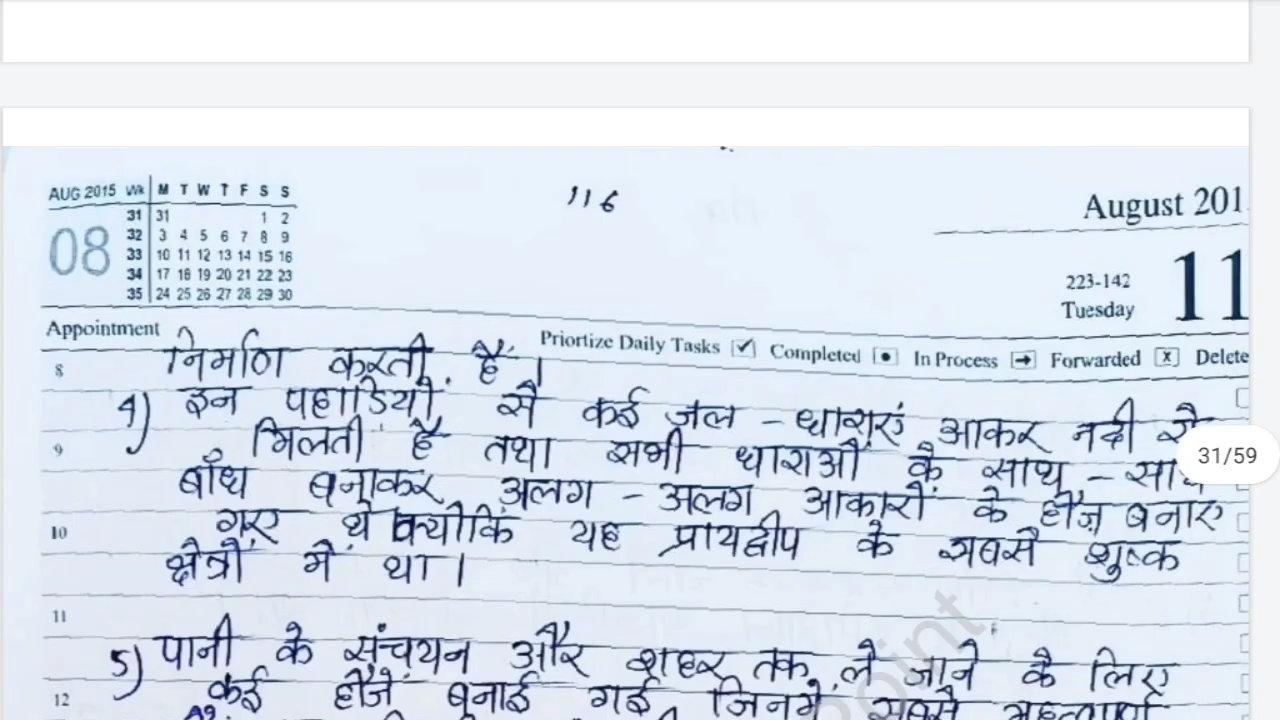 AUG 2015 Wk M T W T F S S
31 31 1 2
08 32 3 4 5 6 7 8 9
33 10 11 12 13 14 15 16
34 17 18 19 20 21 22 23
35 24 25 26 27 28 29 30
116
August 201
223-142
Tuesday
11
Appointment Priortize Daily Tasks Completed In Process Forwarded Delete
8 निर्माण करती है।
4) इन पहाडियों से कई जल - धाराएं आकर नदी से
9 मिलती है तथा सभी धाराओं के साथ - साथ
बाँध बनाकर अलग - अलग आकारों के हौज़ बनाए
10 गए थे क्योंकि यह प्रायद्वीप के सबसे शुष्क
क्षेत्रों में था।
11
5) पानी के संचयन और शहर तक ले जाने के लिए
12 कई हौजें बनाई गई जिनमें सबसे महत्वपूर्ण
31/59
Point